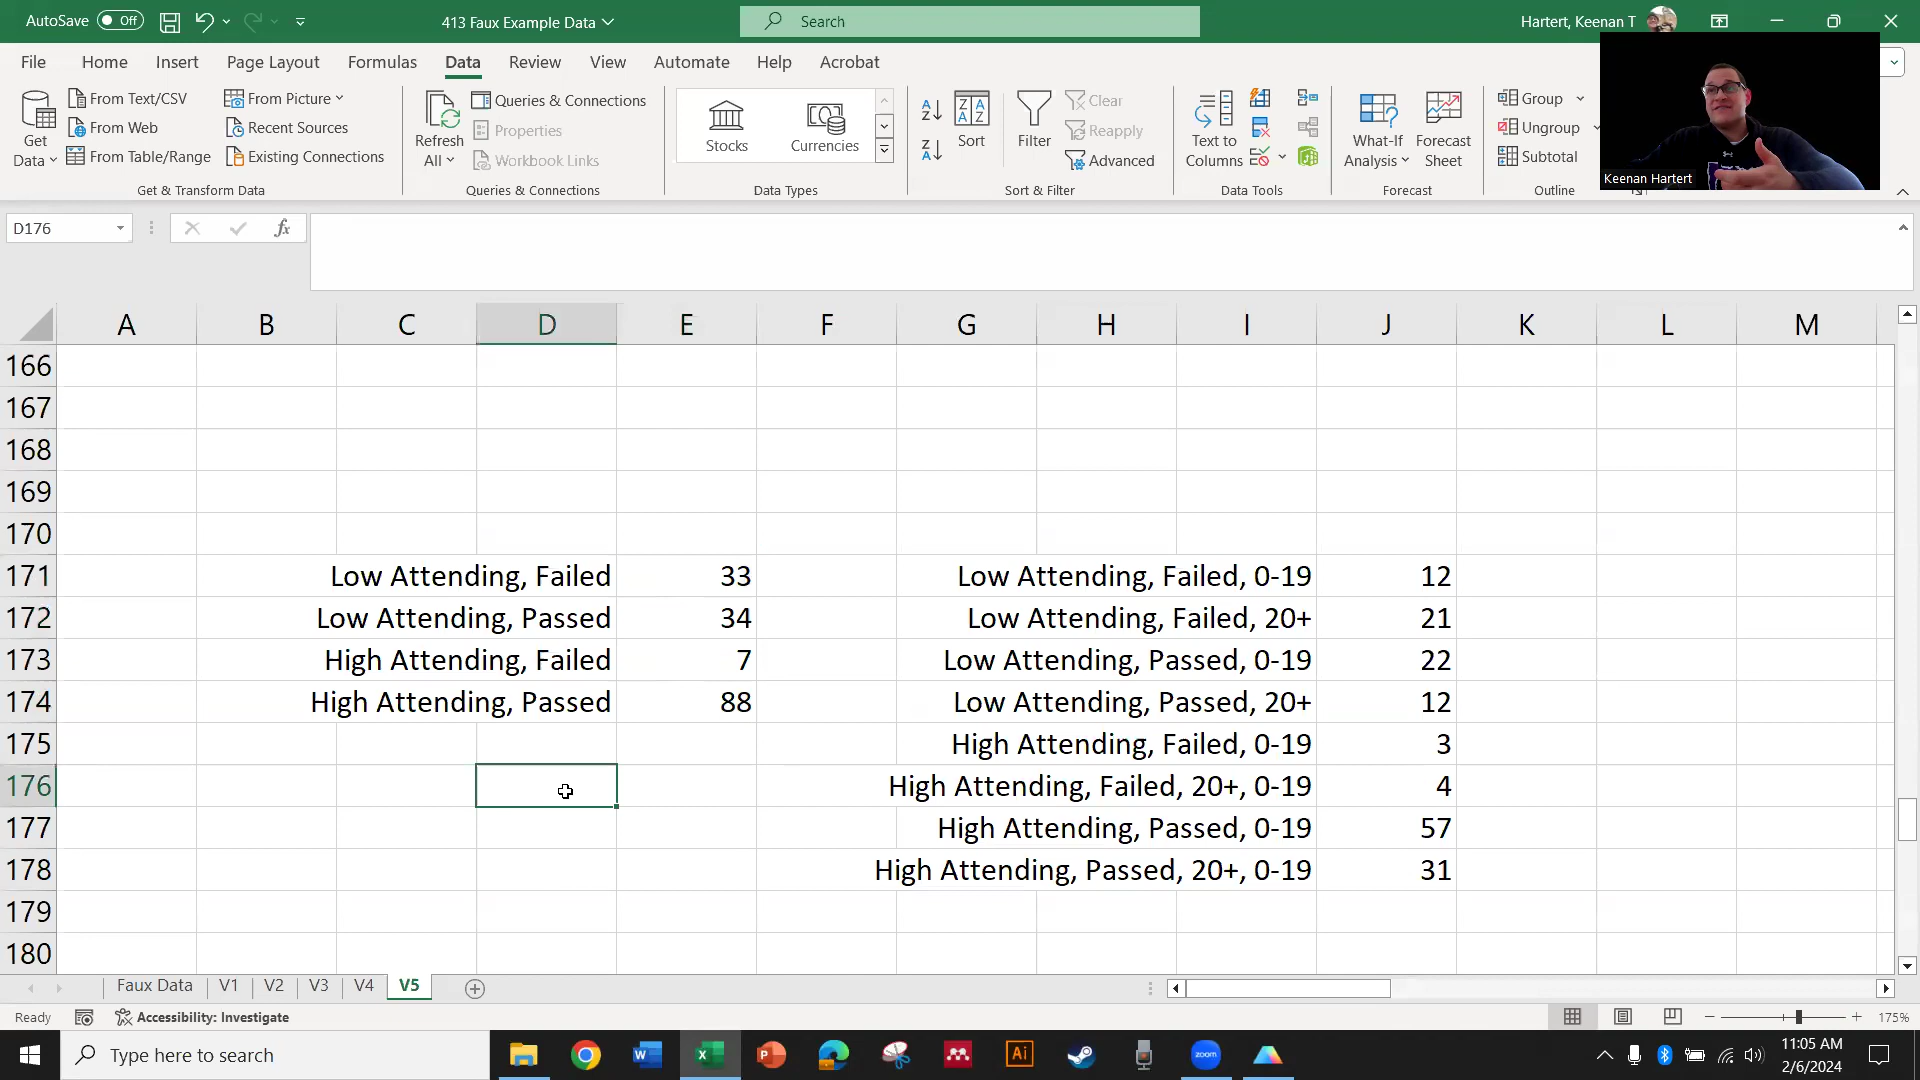 AutoSave Off
413 Faux Example Data
Search
Hartert, Keenan T
File Home Insert Page Layout Formulas Data Review View Automate Help Acrobat
Get Data
From Text/CSV
From Web
From Table/Range
From Picture
Recent Sources
Existing Connections
Get & Transform Data
Refresh All
Queries & Connections
Properties
Workbook Links
Queries & Connections
Stocks
Currencies
Data Types
Sort
Filter
Clear
Reapply
Advanced
Sort & Filter
Text to Columns
Data Tools
What-If Analysis
Forecast Sheet
Forecast
Group
Ungroup
Subtotal
Outline
Keenan Hartert
D176
fx
A B C D E F G H I J K L M
166
167
168
169
170
171 Low Attending, Failed 33 Low Attending, Failed, 0-19 12
172 Low Attending, Passed 34 Low Attending, Failed, 20+ 21
173 High Attending, Failed 7 Low Attending, Passed, 0-19 22
174 High Attending, Passed 88 Low Attending, Passed, 20+ 12
175 High Attending, Failed, 0-19 3
176 High Attending, Failed, 20+, 0-19 4
177 High Attending, Passed, 0-19 57
178 High Attending, Passed, 20+, 0-19 31
179
180
Faux Data V1 V2 V3 V4 V5
Ready Accessibility: Investigate
175%
Type here to search
zoom
Ai
11:05 AM
2/6/2024